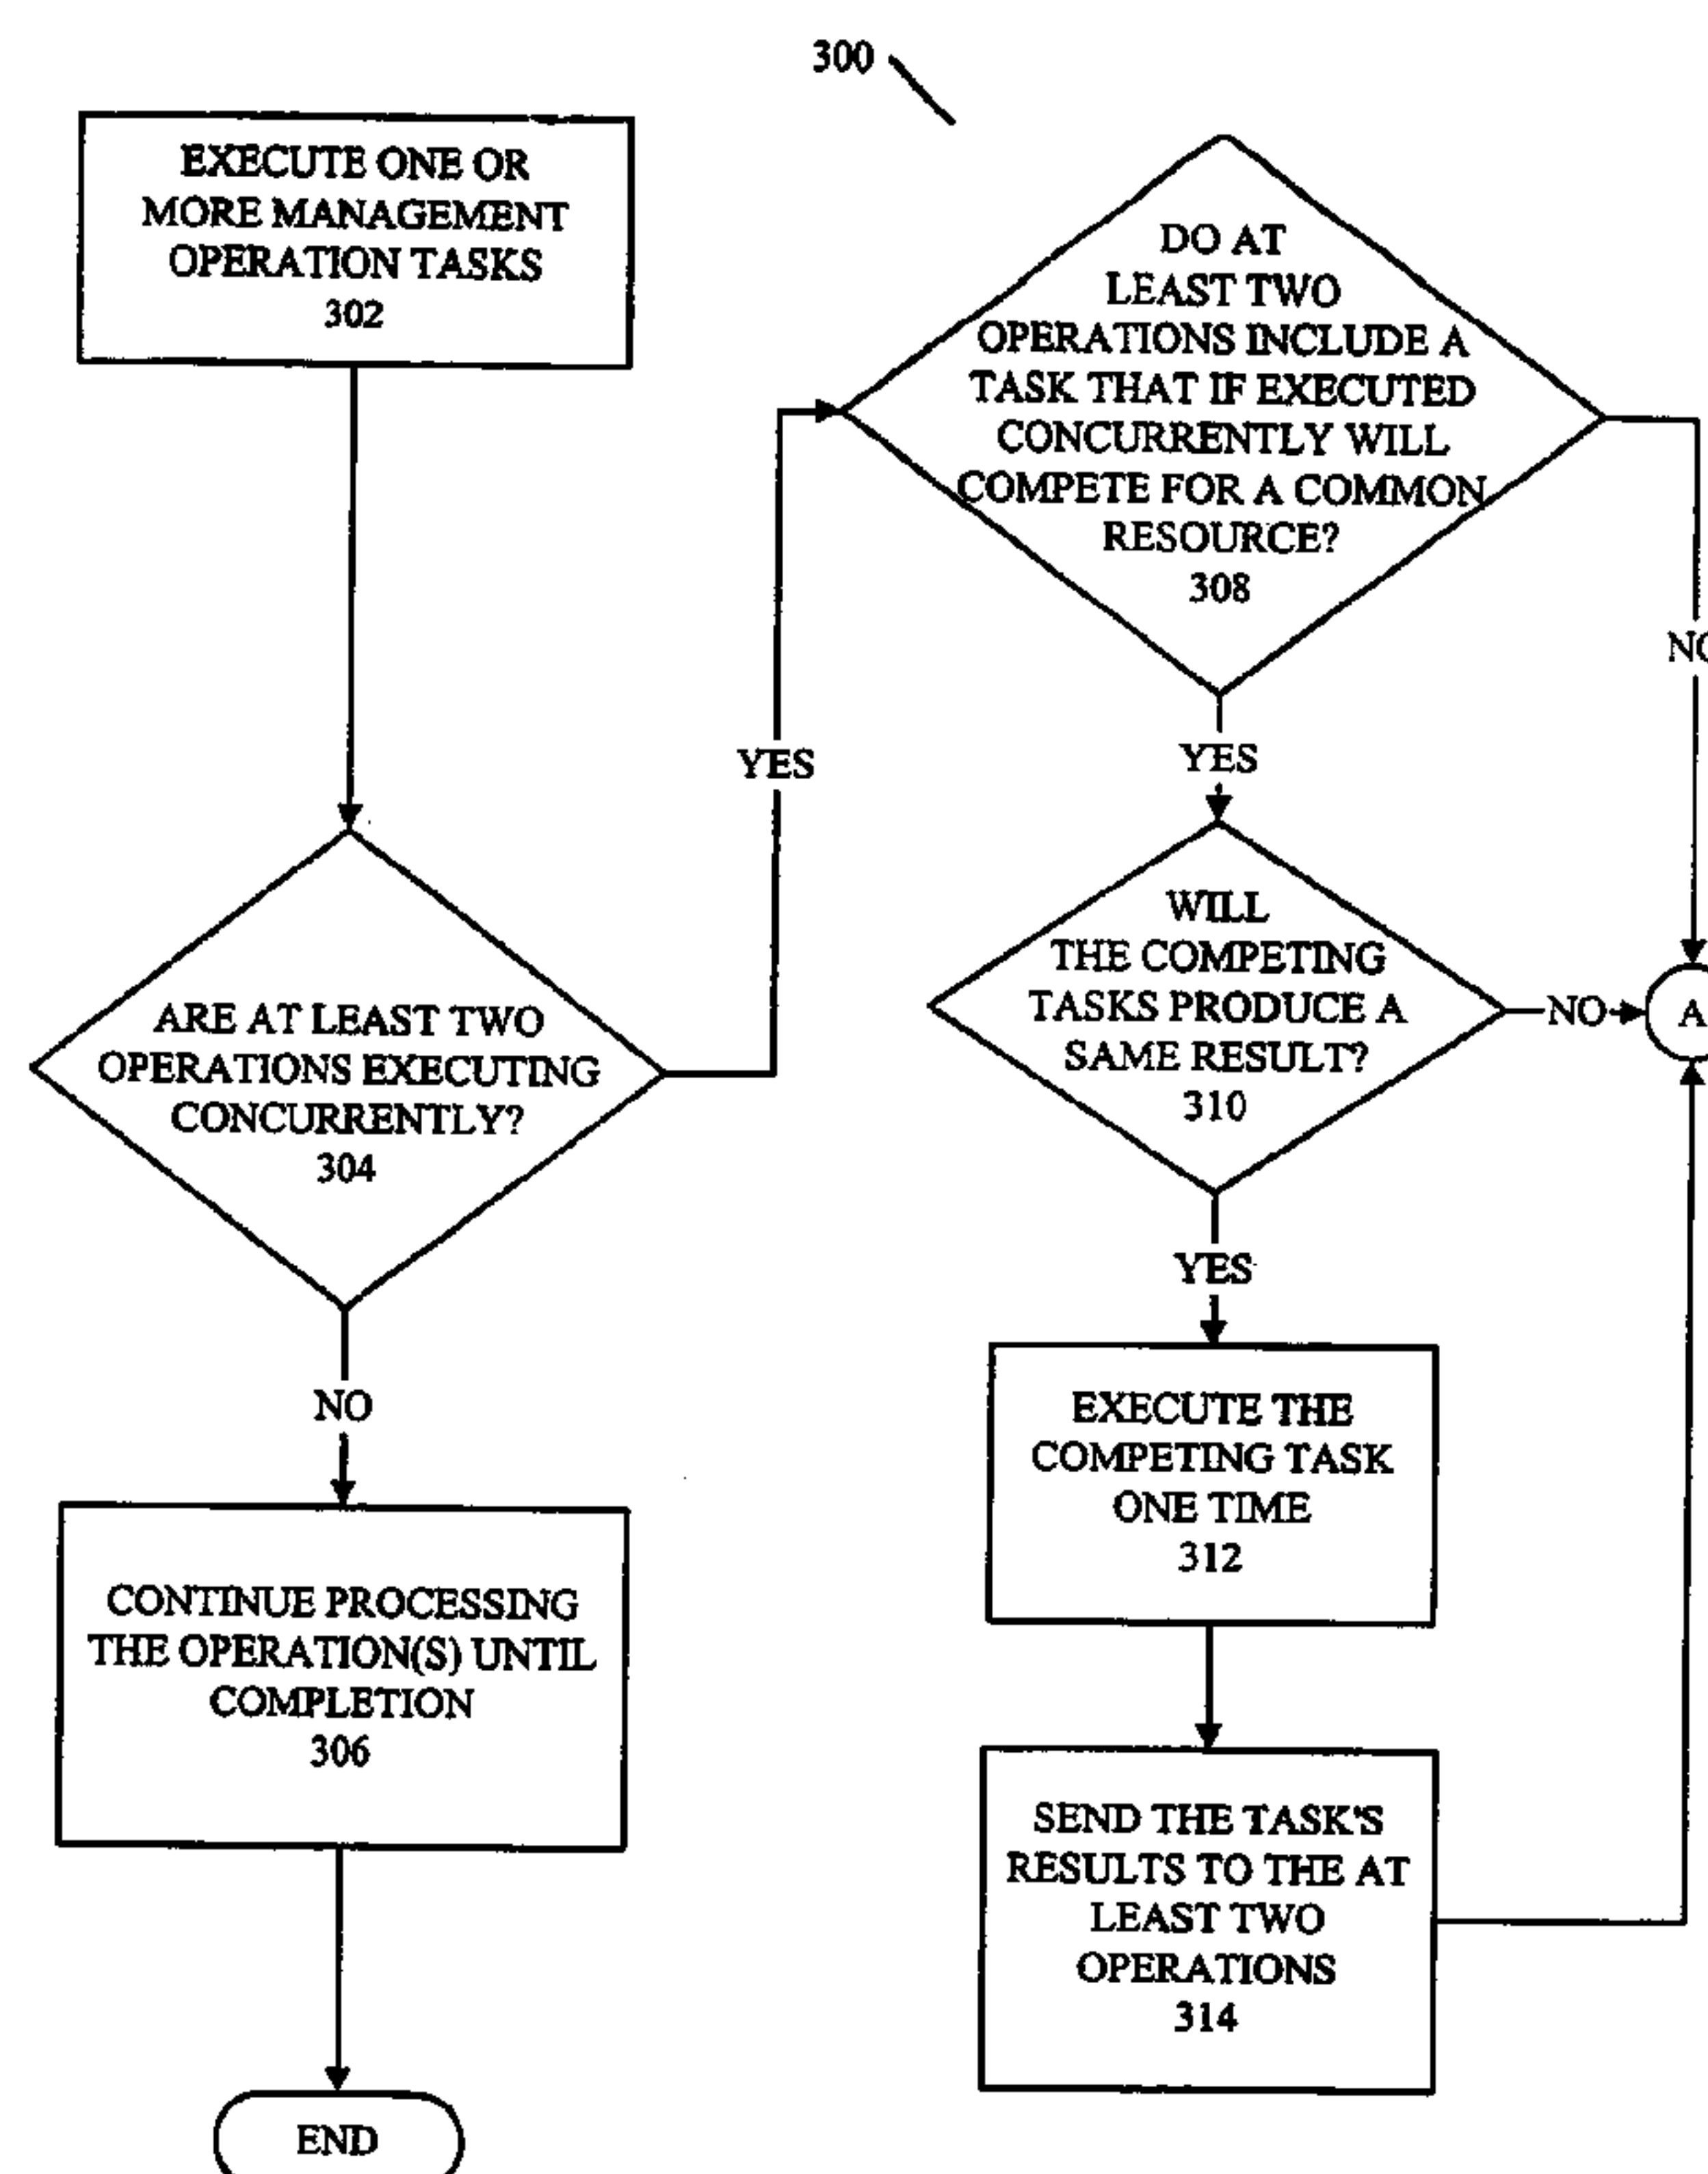 300
EXECUTE ONE OR
MORE MANAGEMENT
OPERATION TASKS
302
ARE AT LEAST TWO
OPERATIONS EXECUTING
CONCURRENTLY?
304
YES
NO
CONTINUE PROCESSING
THE OPERATION(S) UNTIL
COMPLETION
306
END
DO AT
LEAST TWO
OPERATIONS INCLUDE A
TASK THAT IF EXECUTED
CONCURRENTLY WILL
COMPETE FOR A COMMON
RESOURCE?
308
NO
YES
WILL
THE COMPETING
TASKS PRODUCE A
SAME RESULT?
310
NO
A
YES
EXECUTE THE
COMPETING TASK
ONE TIME
312
SEND THE TASK'S
RESULTS TO THE AT
LEAST TWO
OPERATIONS
314